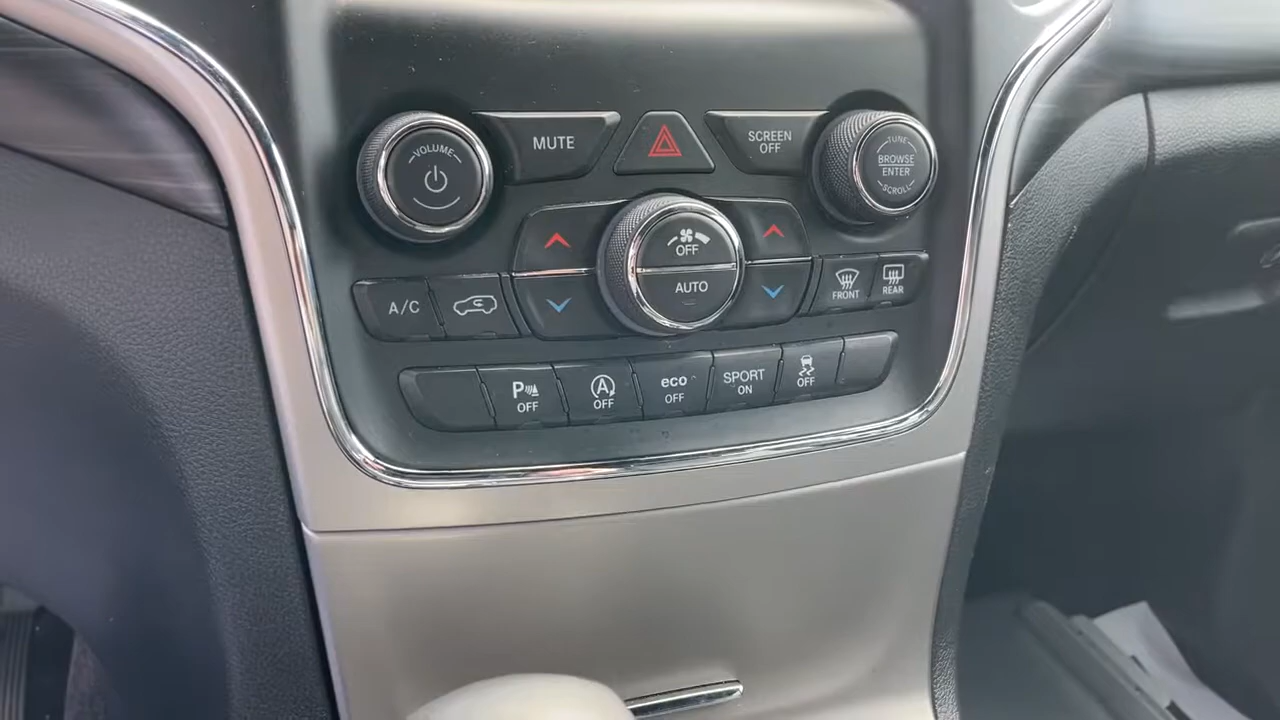 VOLUME
MUTE
SCREEN
OFF
TUNE
BROWSE
ENTER
SCROLL
OFF
AUTO
A/C
FRONT
REAR
P
OFF
A
OFF
eco
OFF
SPORT
ON
OFF